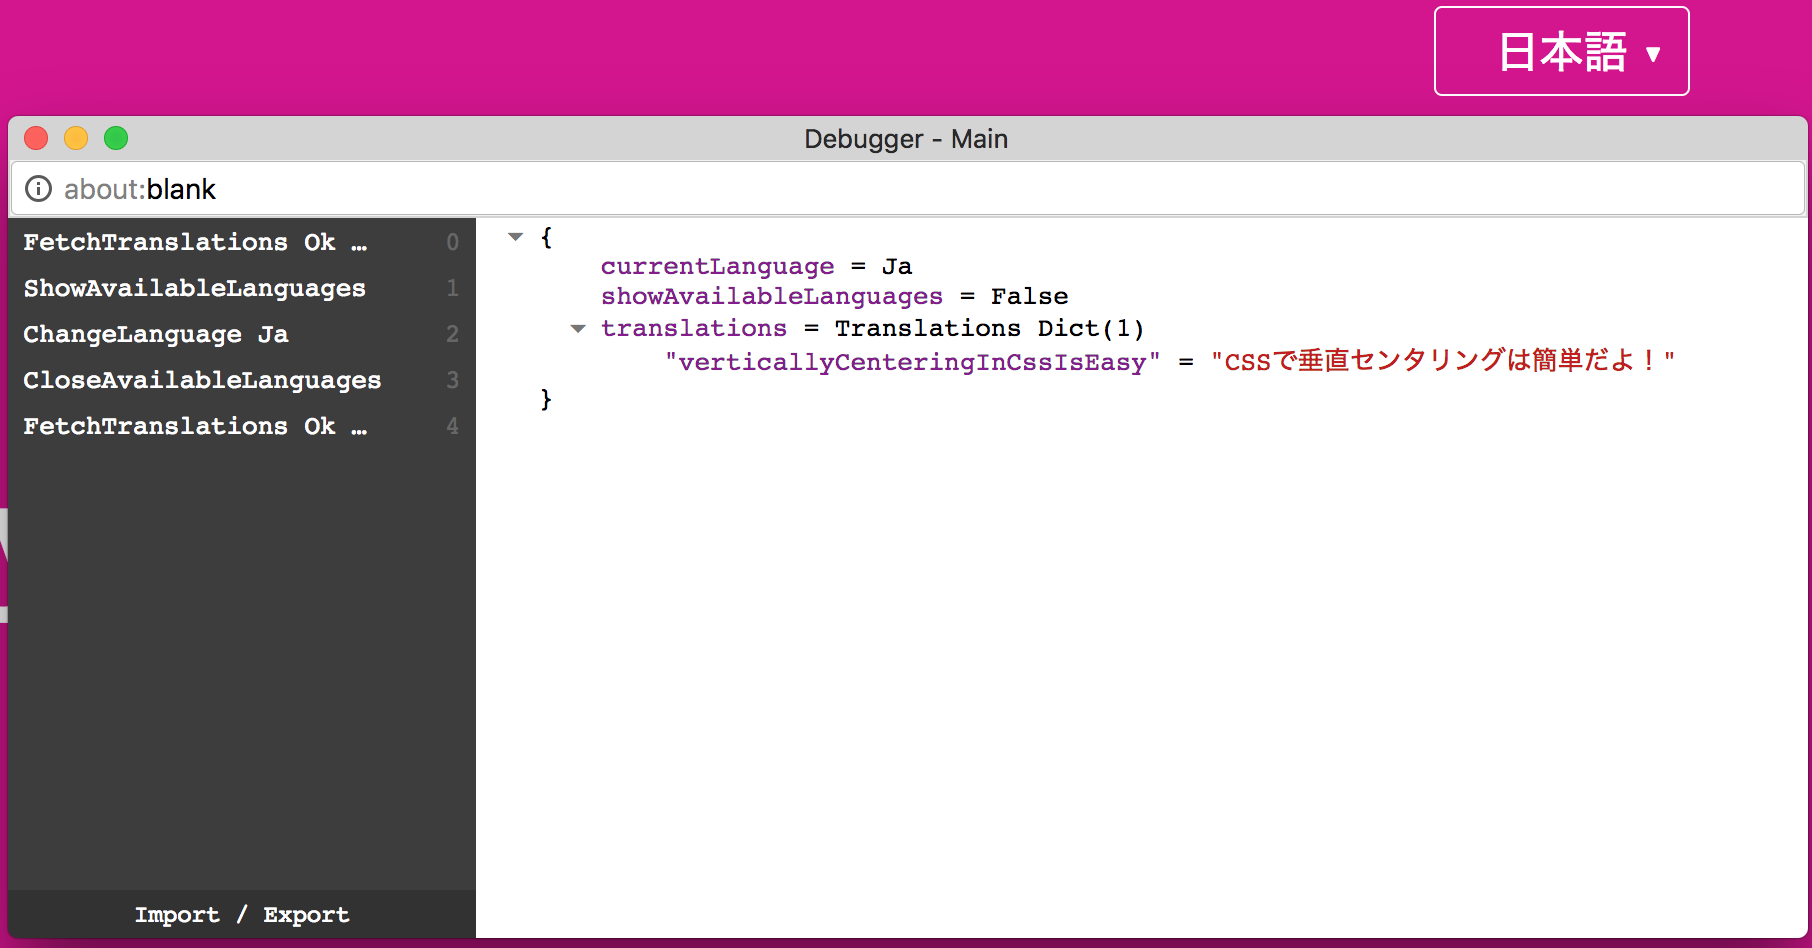 日本語 ▾
Debugger - Main
about:blank
FetchTranslations Ok … 0
ShowAvailableLanguages 1
ChangeLanguage Ja 2
CloseAvailableLanguages 3
FetchTranslations Ok … 4
{
currentLanguage = Ja
showAvailableLanguages = False
translations = Translations Dict(1)
"verticallyCenteringInCssIsEasy" = "CSSで垂直センタリングは簡単だよ！"
}
Import / Export